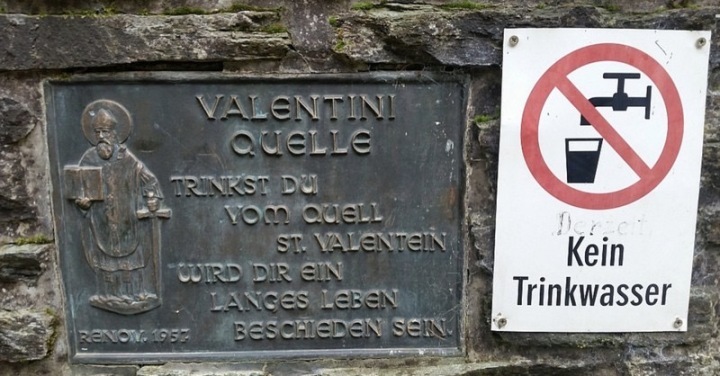 VALENTINI
QUELLE
TRINKST DU
VOM QUELL
ST. VALENTEIN
WIRD DIR EIN
LANGES LEBEN
BESCHIEDEN SEIN.
RENOV. 1957
Derzeit
Kein
Trinkwasser